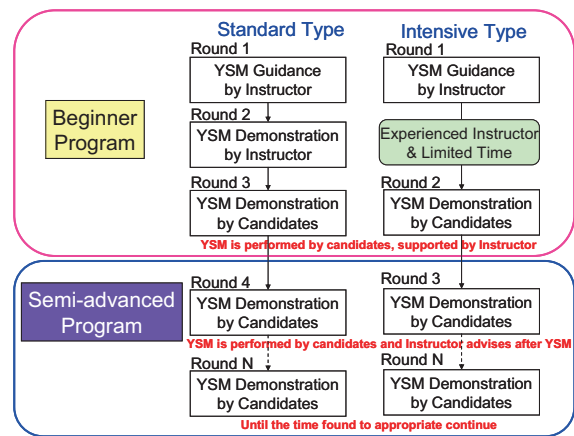 Standard Type
Intensive Type
Round 1
YSM Guidance
by Instructor
Round 1
YSM Guidance
by Instructor
Beginner
Program
Round 2
YSM Demonstration
by Instructor
Experienced Instructor
& Limited Time
Round 3
YSM Demonstration
by Candidates
Round 2
YSM Demonstration
by Candidates
YSM is performed by candidates, supported by Instructor
Semi-advanced
Program
Round 4
YSM Demonstration
by Candidates
Round 3
YSM Demonstration
by Candidates
YSM is performed by candidates and Instructor advises after YSM
Round N
YSM Demonstration
by Candidates
Round N
YSM Demonstration
by Candidates
Until the time found to appropriate continue